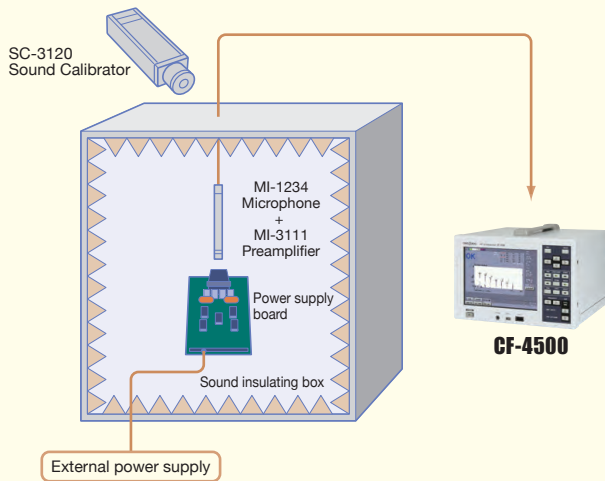 SC-3120
Sound Calibrator
MI-1234
Microphone
+
MI-3111
Preamplifier
Power supply
board
Sound insulating box
External power supply
OK
CF-4500